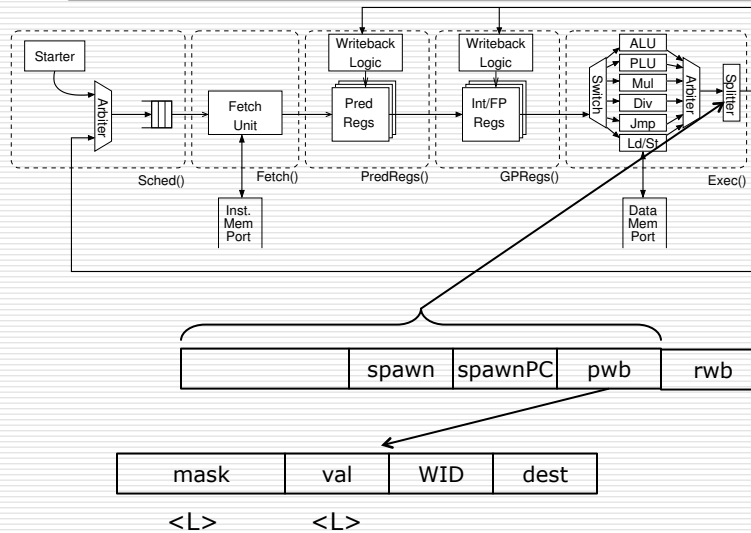 Starter
Arbiter
Sched()
Fetch
Unit
Fetch()
Inst.
Mem
Port
Writeback
Logic
Pred
Regs
PredRegs()
Writeback
Logic
Int/FP
Regs
GPRegs()
Switch
ALU
PLU
Mul
Div
Jmp
Ld/St
Arbiter
Splitter
Exec()
Data
Mem
Port
spawn spawnPC pwb rwb
mask val WID dest
<L> <L>